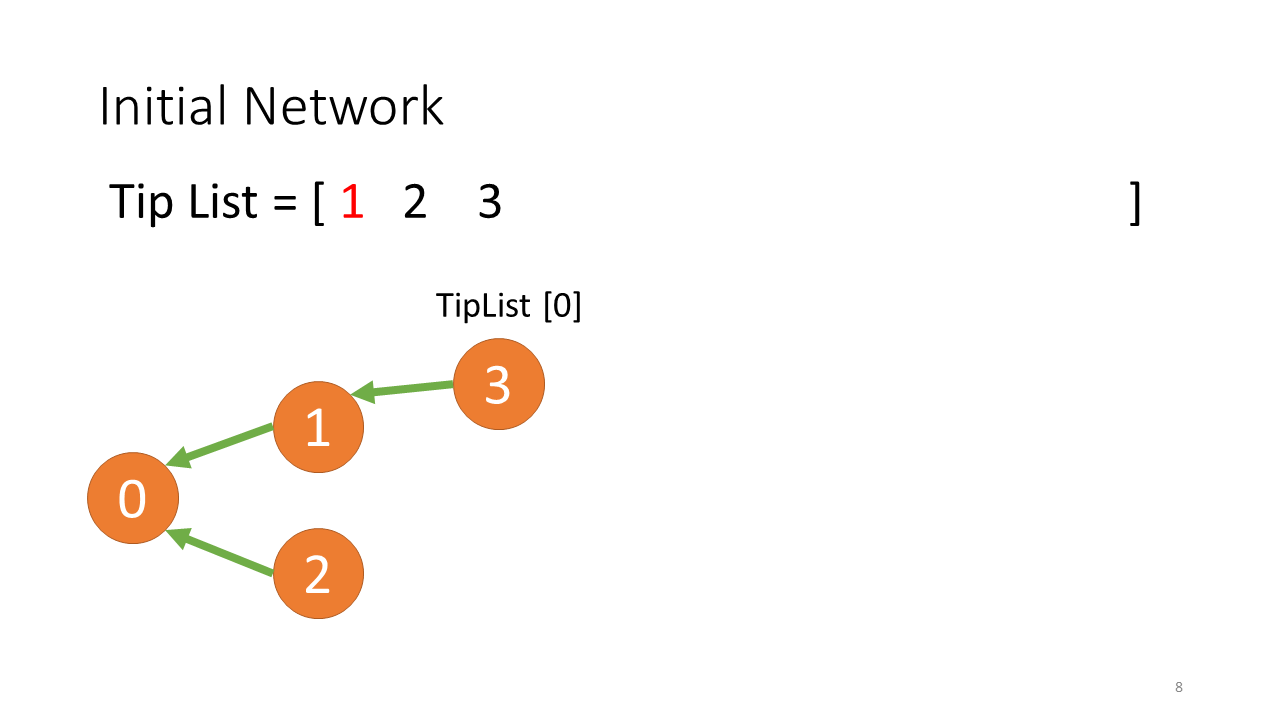 Initial Network
Tip List = [ 1 2 3 ]
TipList [0]
3
1
0
2
8